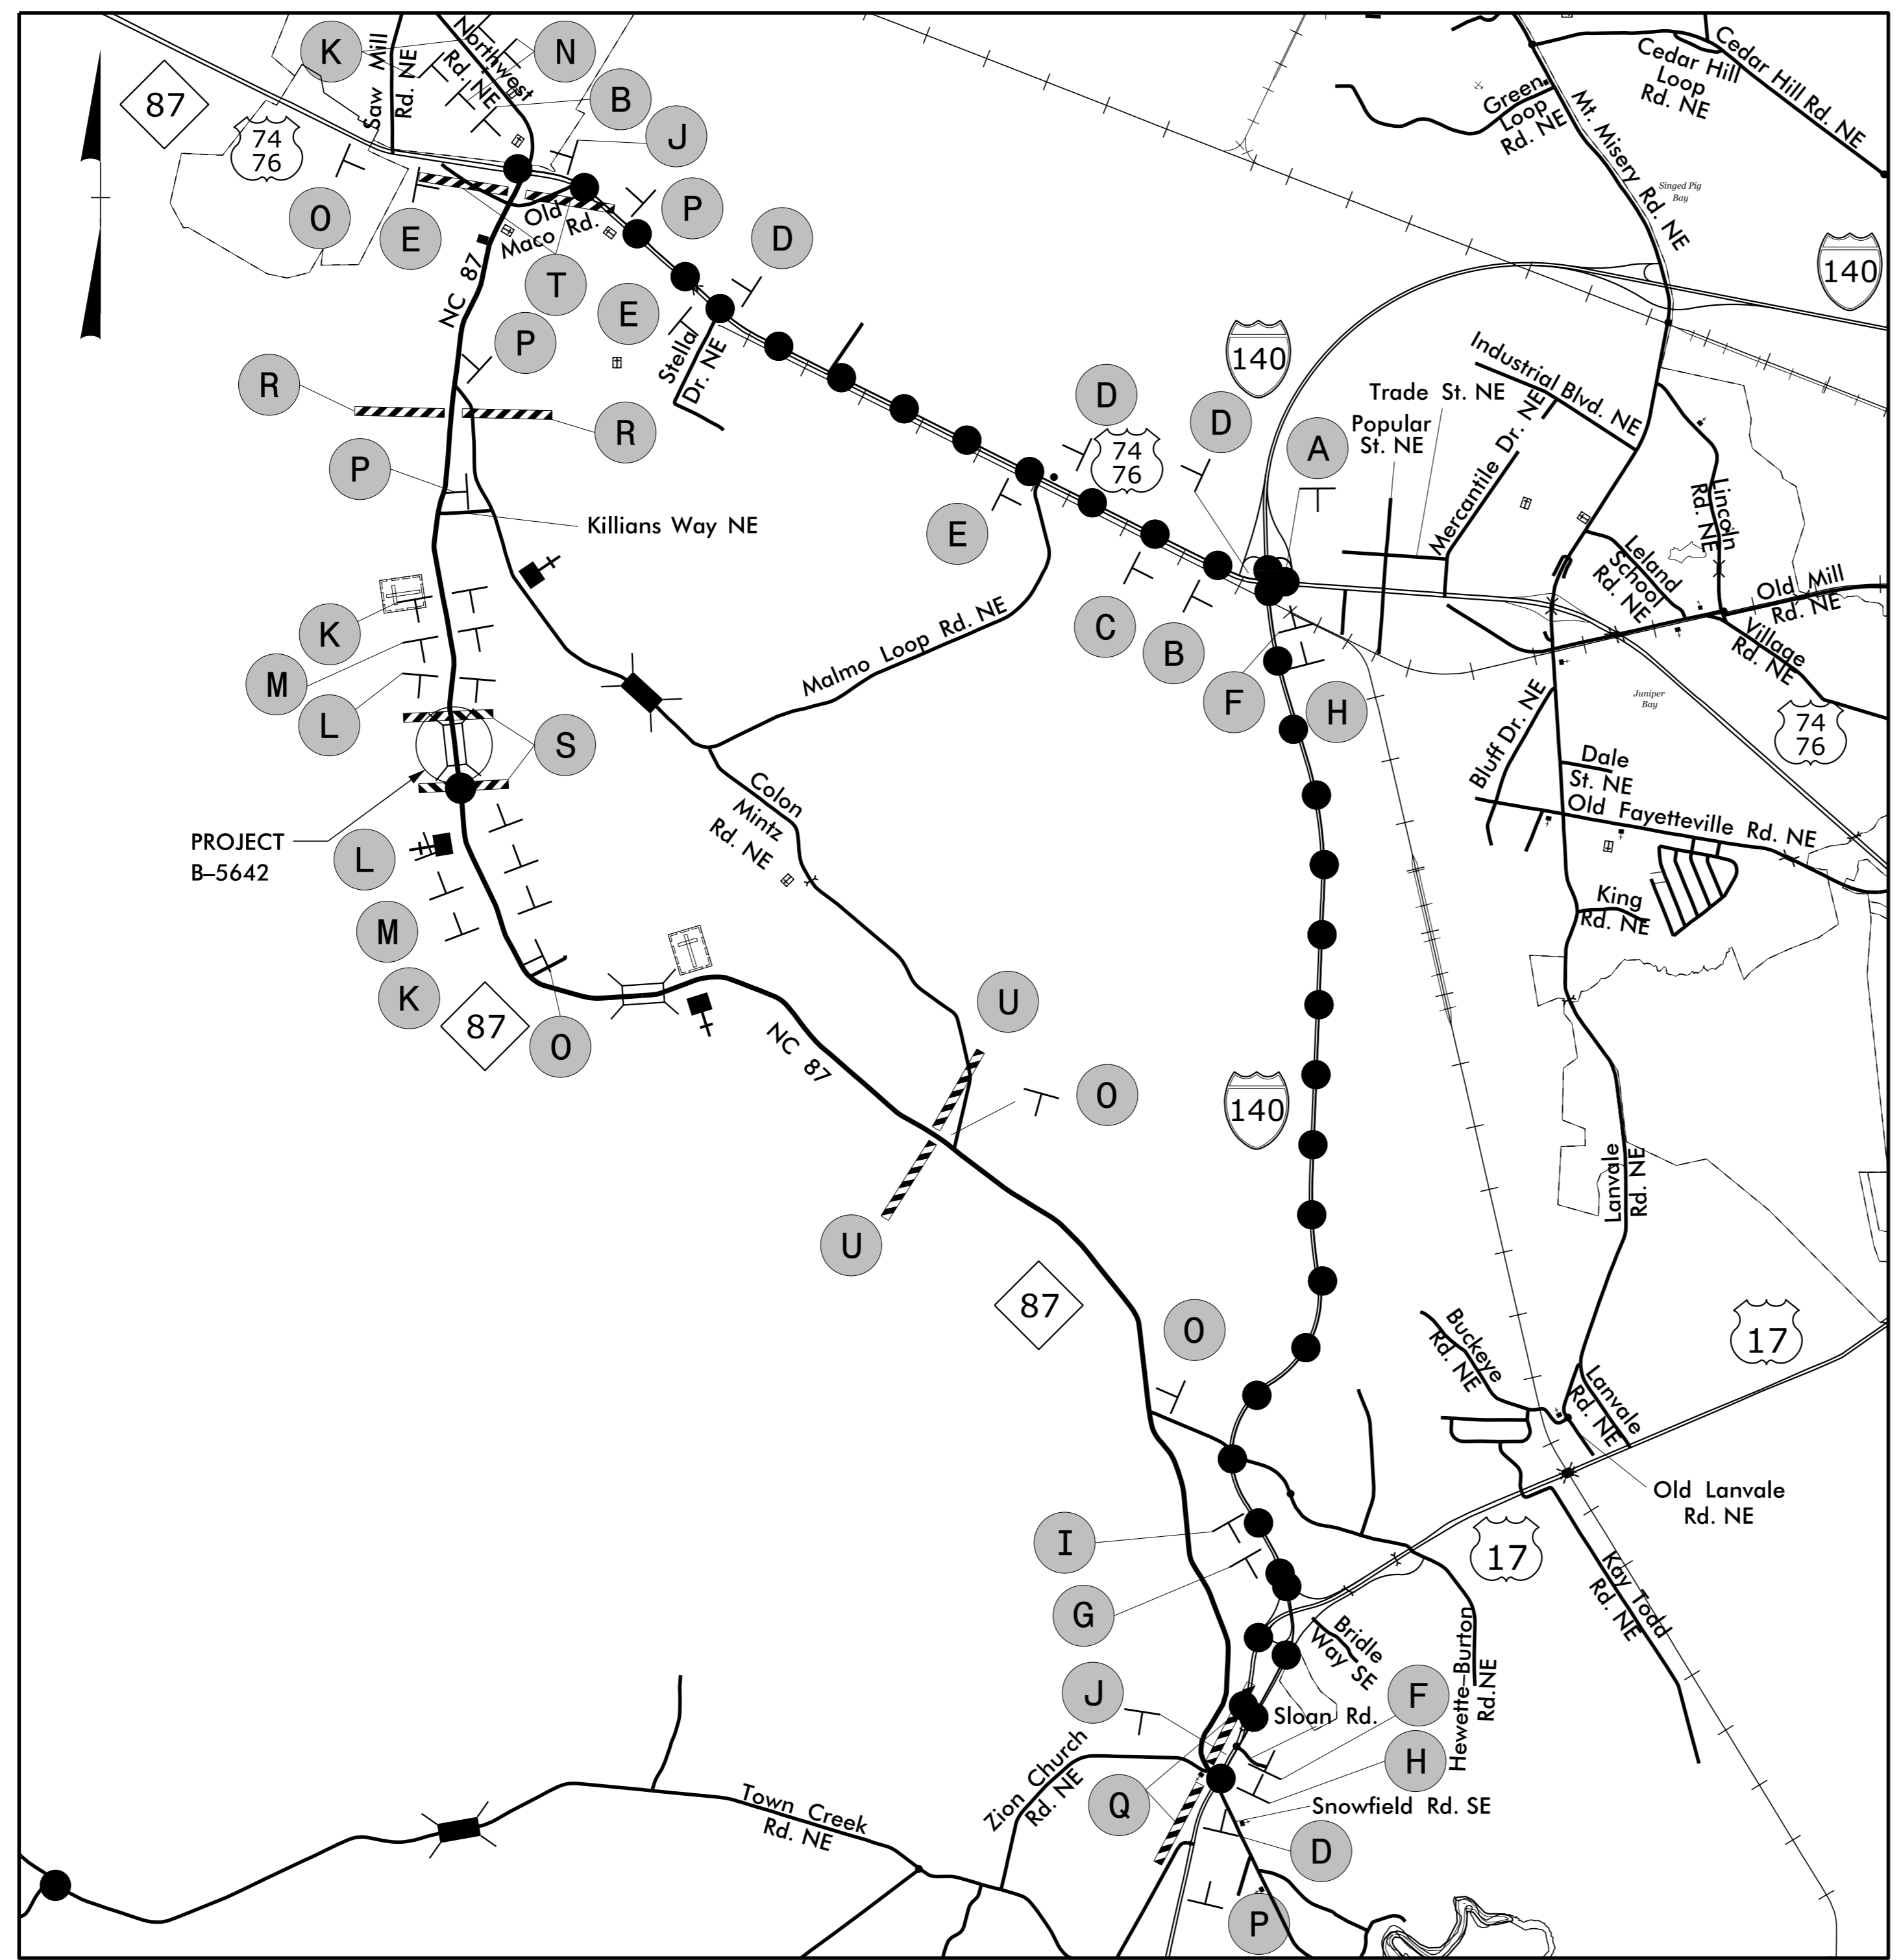 K
N
Saw Mill
Rd. NE
Northwest
Rd. NE
B
J
87
74
76
O
E
Old
Maco Rd.
T
P
D
NC 87
E
Stella
Dr. NE
P
R
R
P
Killians Way NE
Cedar Hill
Loop
Rd. NE
Cedar Hill Rd. NE
Green
Loop
Rd. NE
Mt. Misery Rd. NE
Singed Pig
Bay
140
140
Industrial Blvd. NE
Trade St. NE
Popular
St. NE
Mercantile Dr. NE
D
74
76
D
A
E
Lincoln
Rd. NE
Leland
School
Rd. NE
Old Mill
Rd. NE
Village
Rd. NE
K
M
L
S
Malmo Loop Rd. NE
C
B
F
H
Juniper
Bay
74
76
Bluff Dr. NE
Dale
St. NE
Old Fayetteville Rd. NE
King
Rd. NE
PROJECT
B–5642
L
M
K
87
O
Colon
Mintz
Rd. NE
NC 87
U
O
U
140
Lanvale
Rd. NE
87
O
Buckeye
Rd. NE
17
Lanvale
Rd. NE
Old Lanvale
Rd. NE
17
Kay Todd
Rd. NE
I
G
Bridle
Way SE
Hewette–Burton
Rd.NE
J
F
Sloan Rd.
H
Zion Church
Rd. NE
Q
Snowfield Rd. SE
D
P
Town Creek
Rd. NE